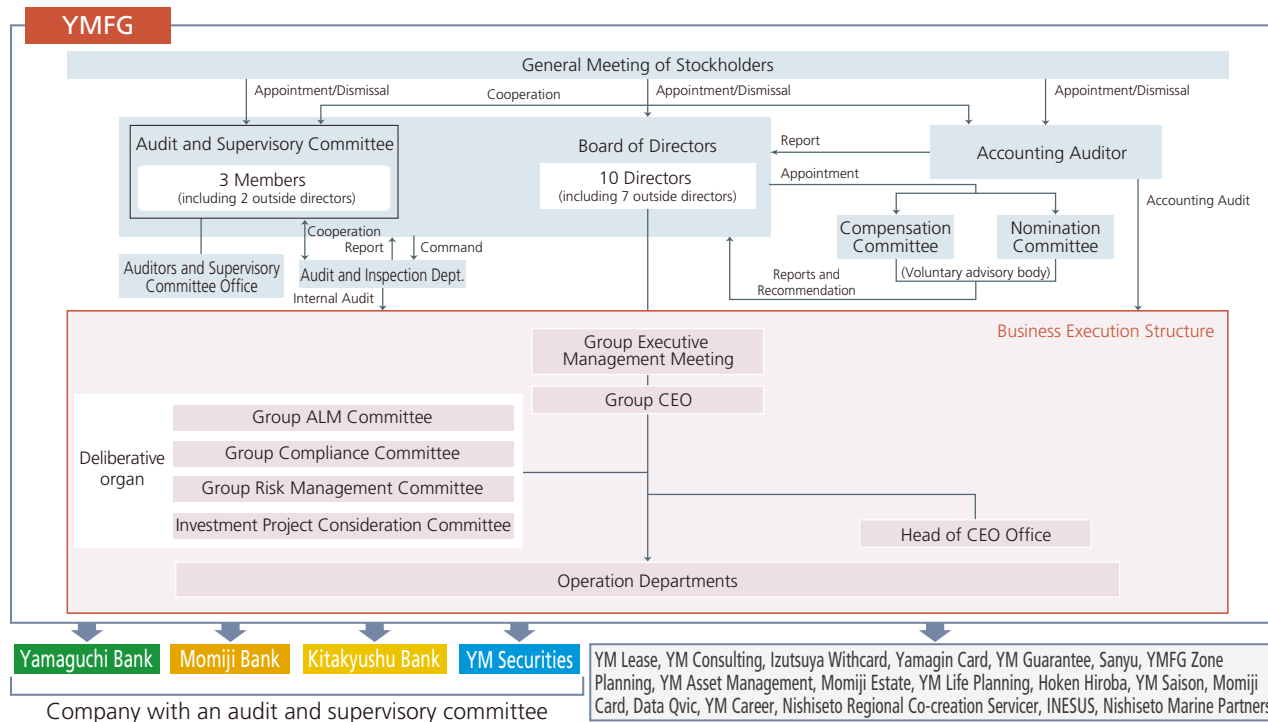 YMFG
General Meeting of Stockholders
Appointment/Dismissal
Cooperation
Appointment/Dismissal
Appointment/Dismissal
Audit and Supervisory Committee
3 Members
(including 2 outside directors)
Board of Directors
10 Directors
(including 7 outside directors)
Report
Appointment
Accounting Auditor
Accounting Audit
Compensation
Committee
Nomination
Committee
(Voluntary advisory body)
Reports and
Recommendation
Cooperation
Report
Command
Auditors and Supervisory
Committee Office
Audit and Inspection Dept.
Internal Audit
Business Execution Structure
Group Executive
Management Meeting
Group CEO
Deliberative
organ
Group ALM Committee
Group Compliance Committee
Group Risk Management Committee
Investment Project Consideration Committee
Head of CEO Office
Operation Departments
Yamaguchi Bank
Momiji Bank
Kitakyushu Bank
YM Securities
Company with an audit and supervisory committee
YM Lease, YM Consulting, Izutsuya Withcard, Yamagin Card, YM Guarantee, Sanyu, YMFG Zone
Planning, YM Asset Management, Momiji Estate, YM Life Planning, Hoken Hiroba, YM Saison, Momiji
Card, Data Qvic, YM Career, Nishiseto Regional Co-creation Servicer, INESUS, Nishiseto Marine Partners